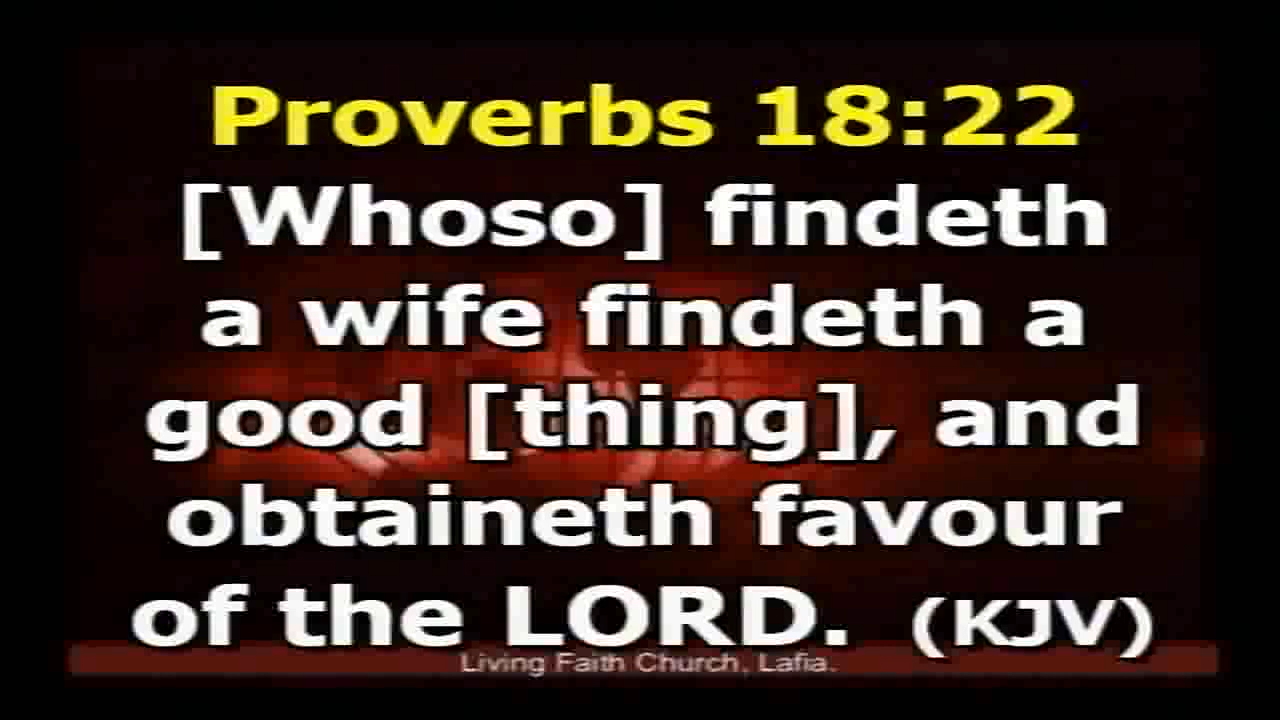 Proverbs 18:22
[Whoso] findeth
a wife findeth a
good [thing], and
obtaineth favour
of the LORD. (KJV)
Living Faith Church, Lafia.